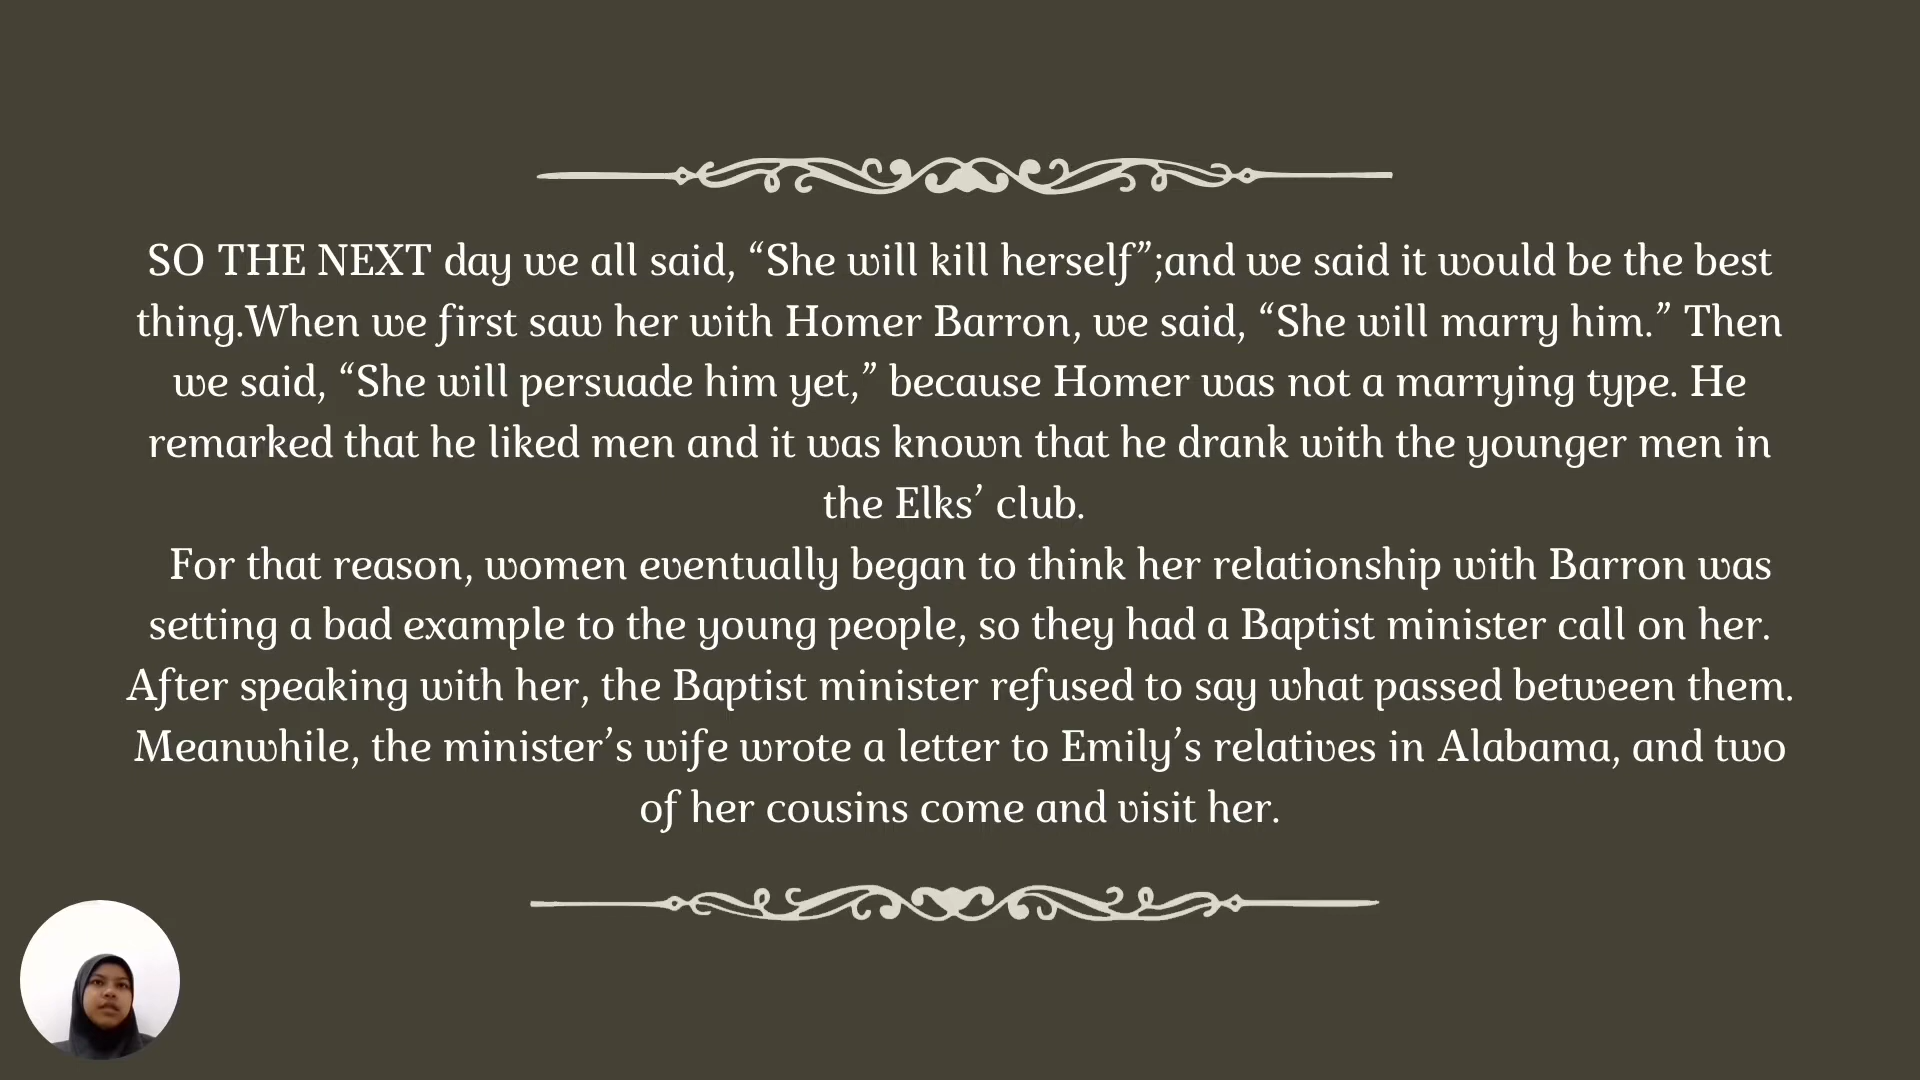 SO THE NEXT day we all said, “She will kill herself”;and we said it would be the best
thing.When we first saw her with Homer Barron, we said, “She will marry him.” Then
we said, “She will persuade him yet,” because Homer was not a marrying type. He
remarked that he liked men and it was known that he drank with the younger men in
the Elks’ club.
For that reason, women eventually began to think her relationship with Barron was
setting a bad example to the young people, so they had a Baptist minister call on her.
After speaking with her, the Baptist minister refused to say what passed between them.
Meanwhile, the minister’s wife wrote a letter to Emily’s relatives in Alabama, and two
of her cousins come and visit her.